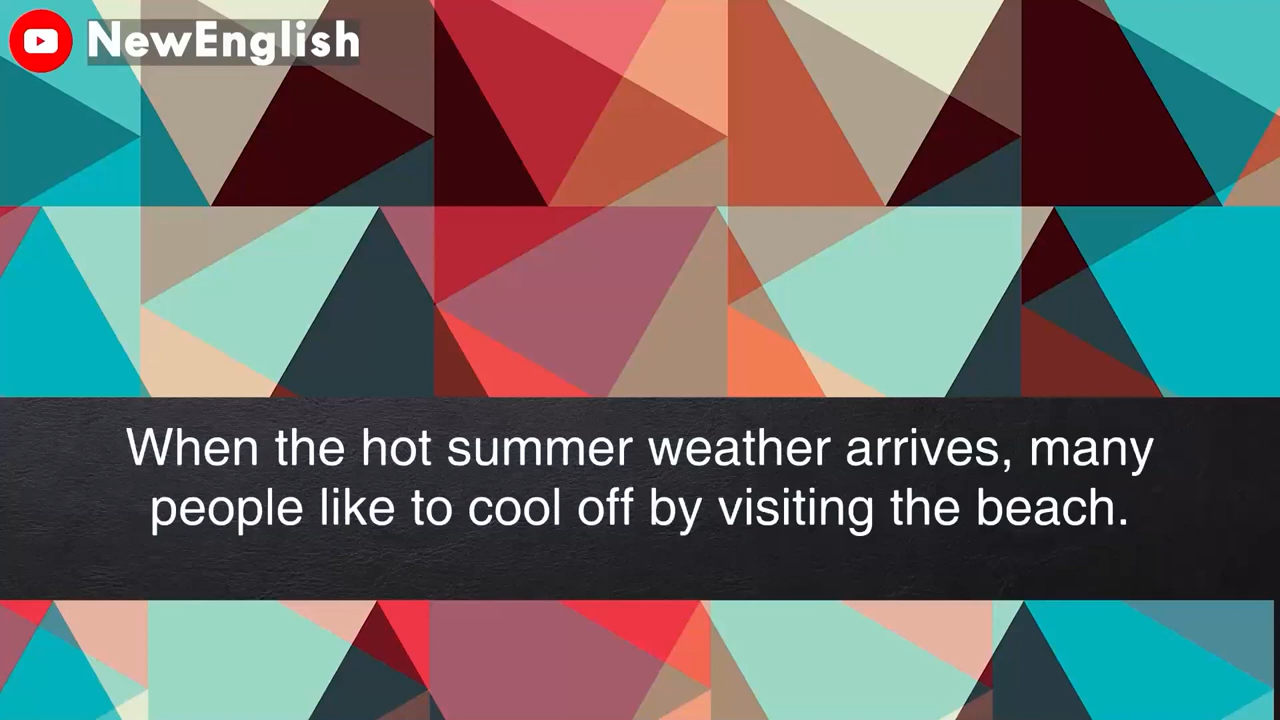 NewEnglish
When the hot summer weather arrives, many
people like to cool off by visiting the beach.